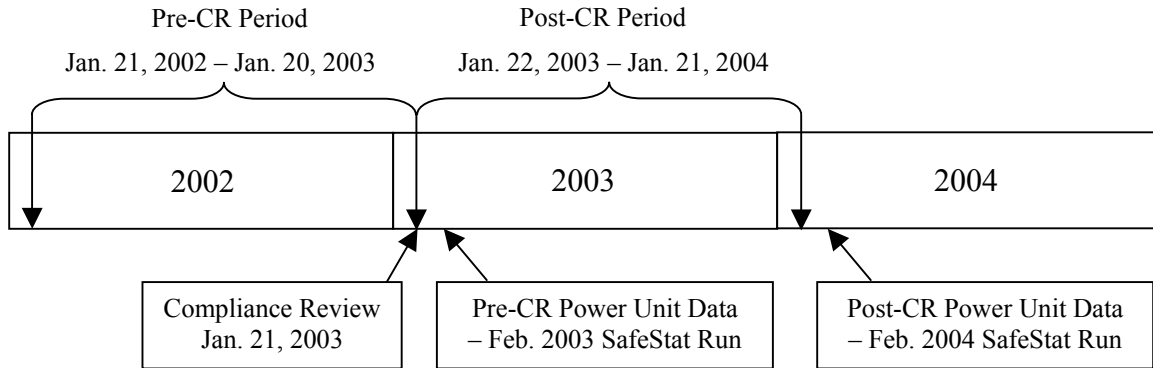 Pre-CR Period
Jan. 21, 2002 – Jan. 20, 2003
Post-CR Period
Jan. 22, 2003 – Jan. 21, 2004
2002
2003
2004
Compliance Review
Jan. 21, 2003
Pre-CR Power Unit Data
– Feb. 2003 SafeStat Run
Post-CR Power Unit Data
– Feb. 2004 SafeStat Run